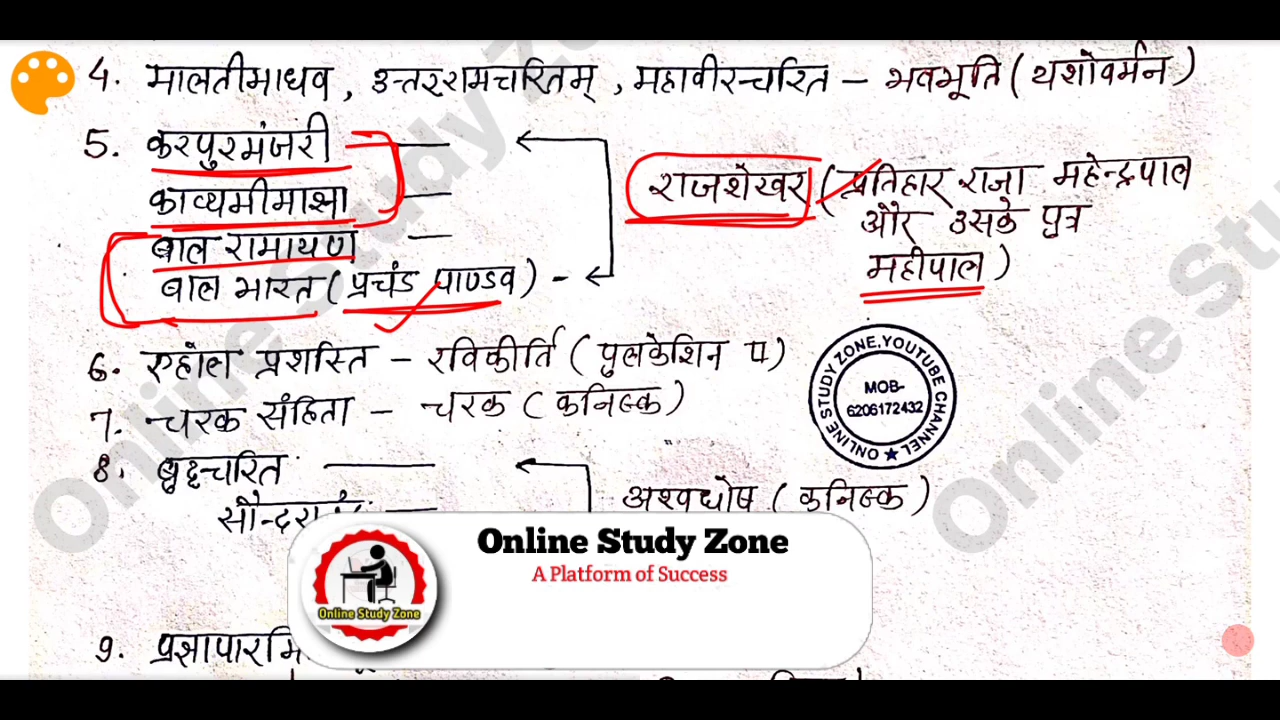 4. मालतीमाधव, उत्तररामचरितम्, महावीरचरित - भवभूति (यशोवर्मन)
5. करपुरमंजरी
काव्यमीमांसा
बाल रामायण
बाल भारत (प्रचंड पाण्डव) -
राजशेखर (प्रतिहार राजा महेन्द्रपाल
और उसके पुत्र
महीपाल)
6. एहोल प्रशस्ति - रविकीर्ति (पुलकेशिन II)
7. चरक संहिता - चरक (कनिष्क)
8. बुद्धचरित
अश्वघोष (कनिष्क)
ONLINE STUDY ZONE, YOUTUBE CHANNEL
MOB-
6206172432
Online Study Zone
A Platform of Success
Online Study Zone
9.